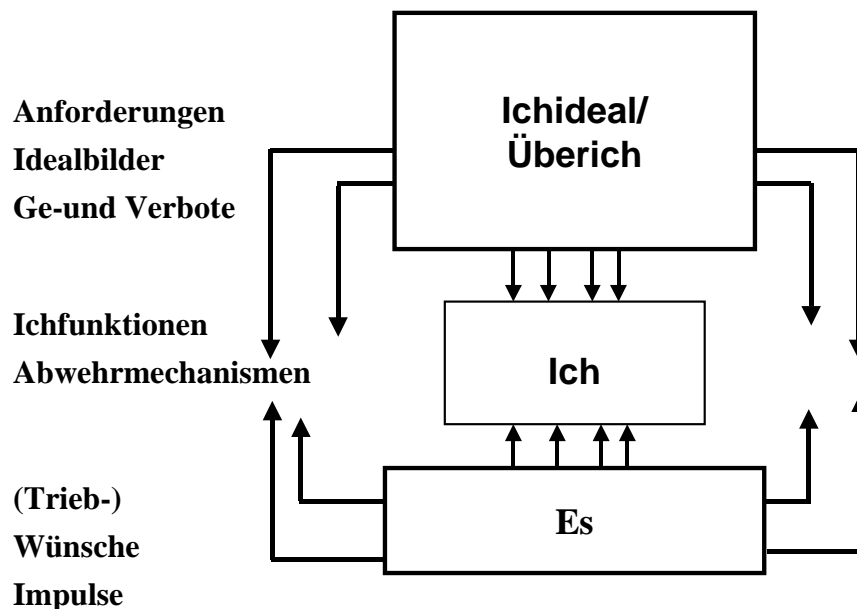 Anforderungen
Idealbilder
Ge-und Verbote
Ichideal/
Überich
Ichfunktionen
Abwehrmechanismen
Ich
(Trieb-)
Wünsche
Impulse
Es